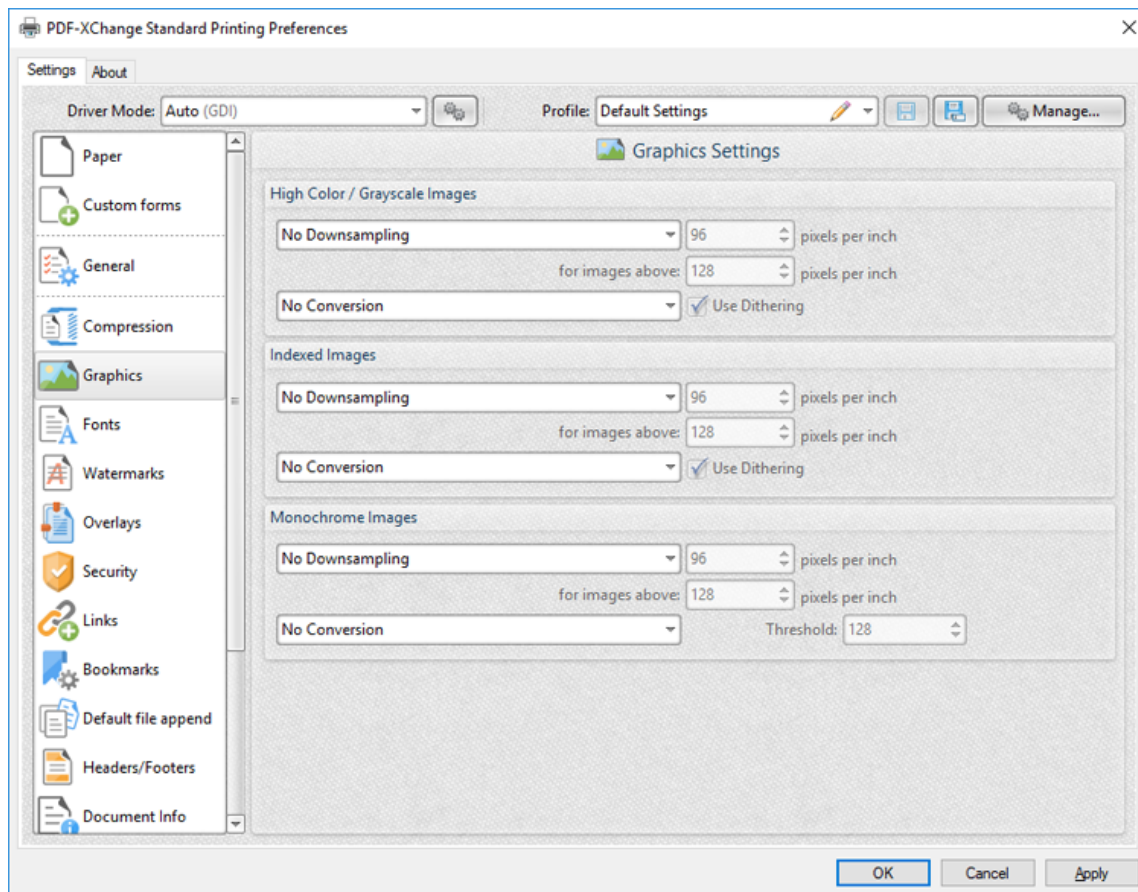 PDF-XChange Standard Printing Preferences
Settings About
Driver Mode: Auto (GDI) Profile: Default Settings Manage...
Paper
Custom forms
General
Compression
Graphics
Fonts
Watermarks
Overlays
Security
Links
Bookmarks
Default file append
Headers/Footers
Document Info
Graphics Settings
High Color / Grayscale Images
No Downsampling 96 pixels per inch
for images above: 128 pixels per inch
No Conversion Use Dithering
Indexed Images
No Downsampling 96 pixels per inch
for images above: 128 pixels per inch
No Conversion Use Dithering
Monochrome Images
No Downsampling 96 pixels per inch
for images above: 128 pixels per inch
No Conversion Threshold: 128
OK Cancel Apply